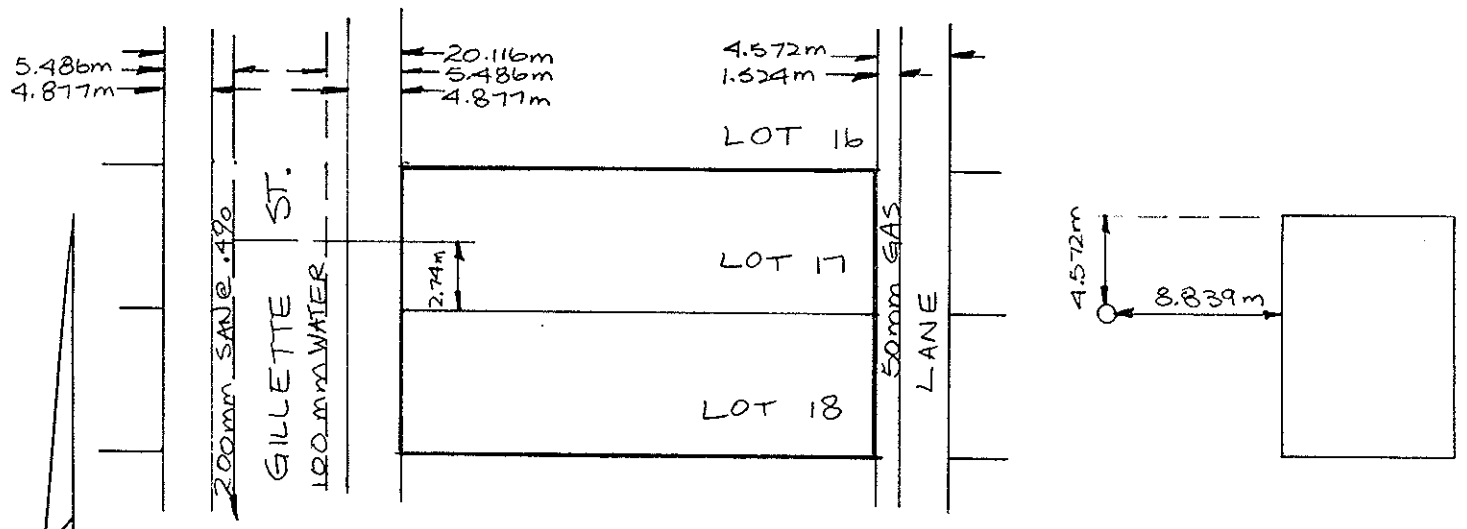 5.486m
4.877m
20.116m
5.486m
4.877m
4.572m
1.524m
LOT 16
200mm SAN@ .4%
GILLETTE ST.
100mm WATER
2.74m
LOT 17
LOT 18
50mm GAS
LANE
4.572m
8.839m